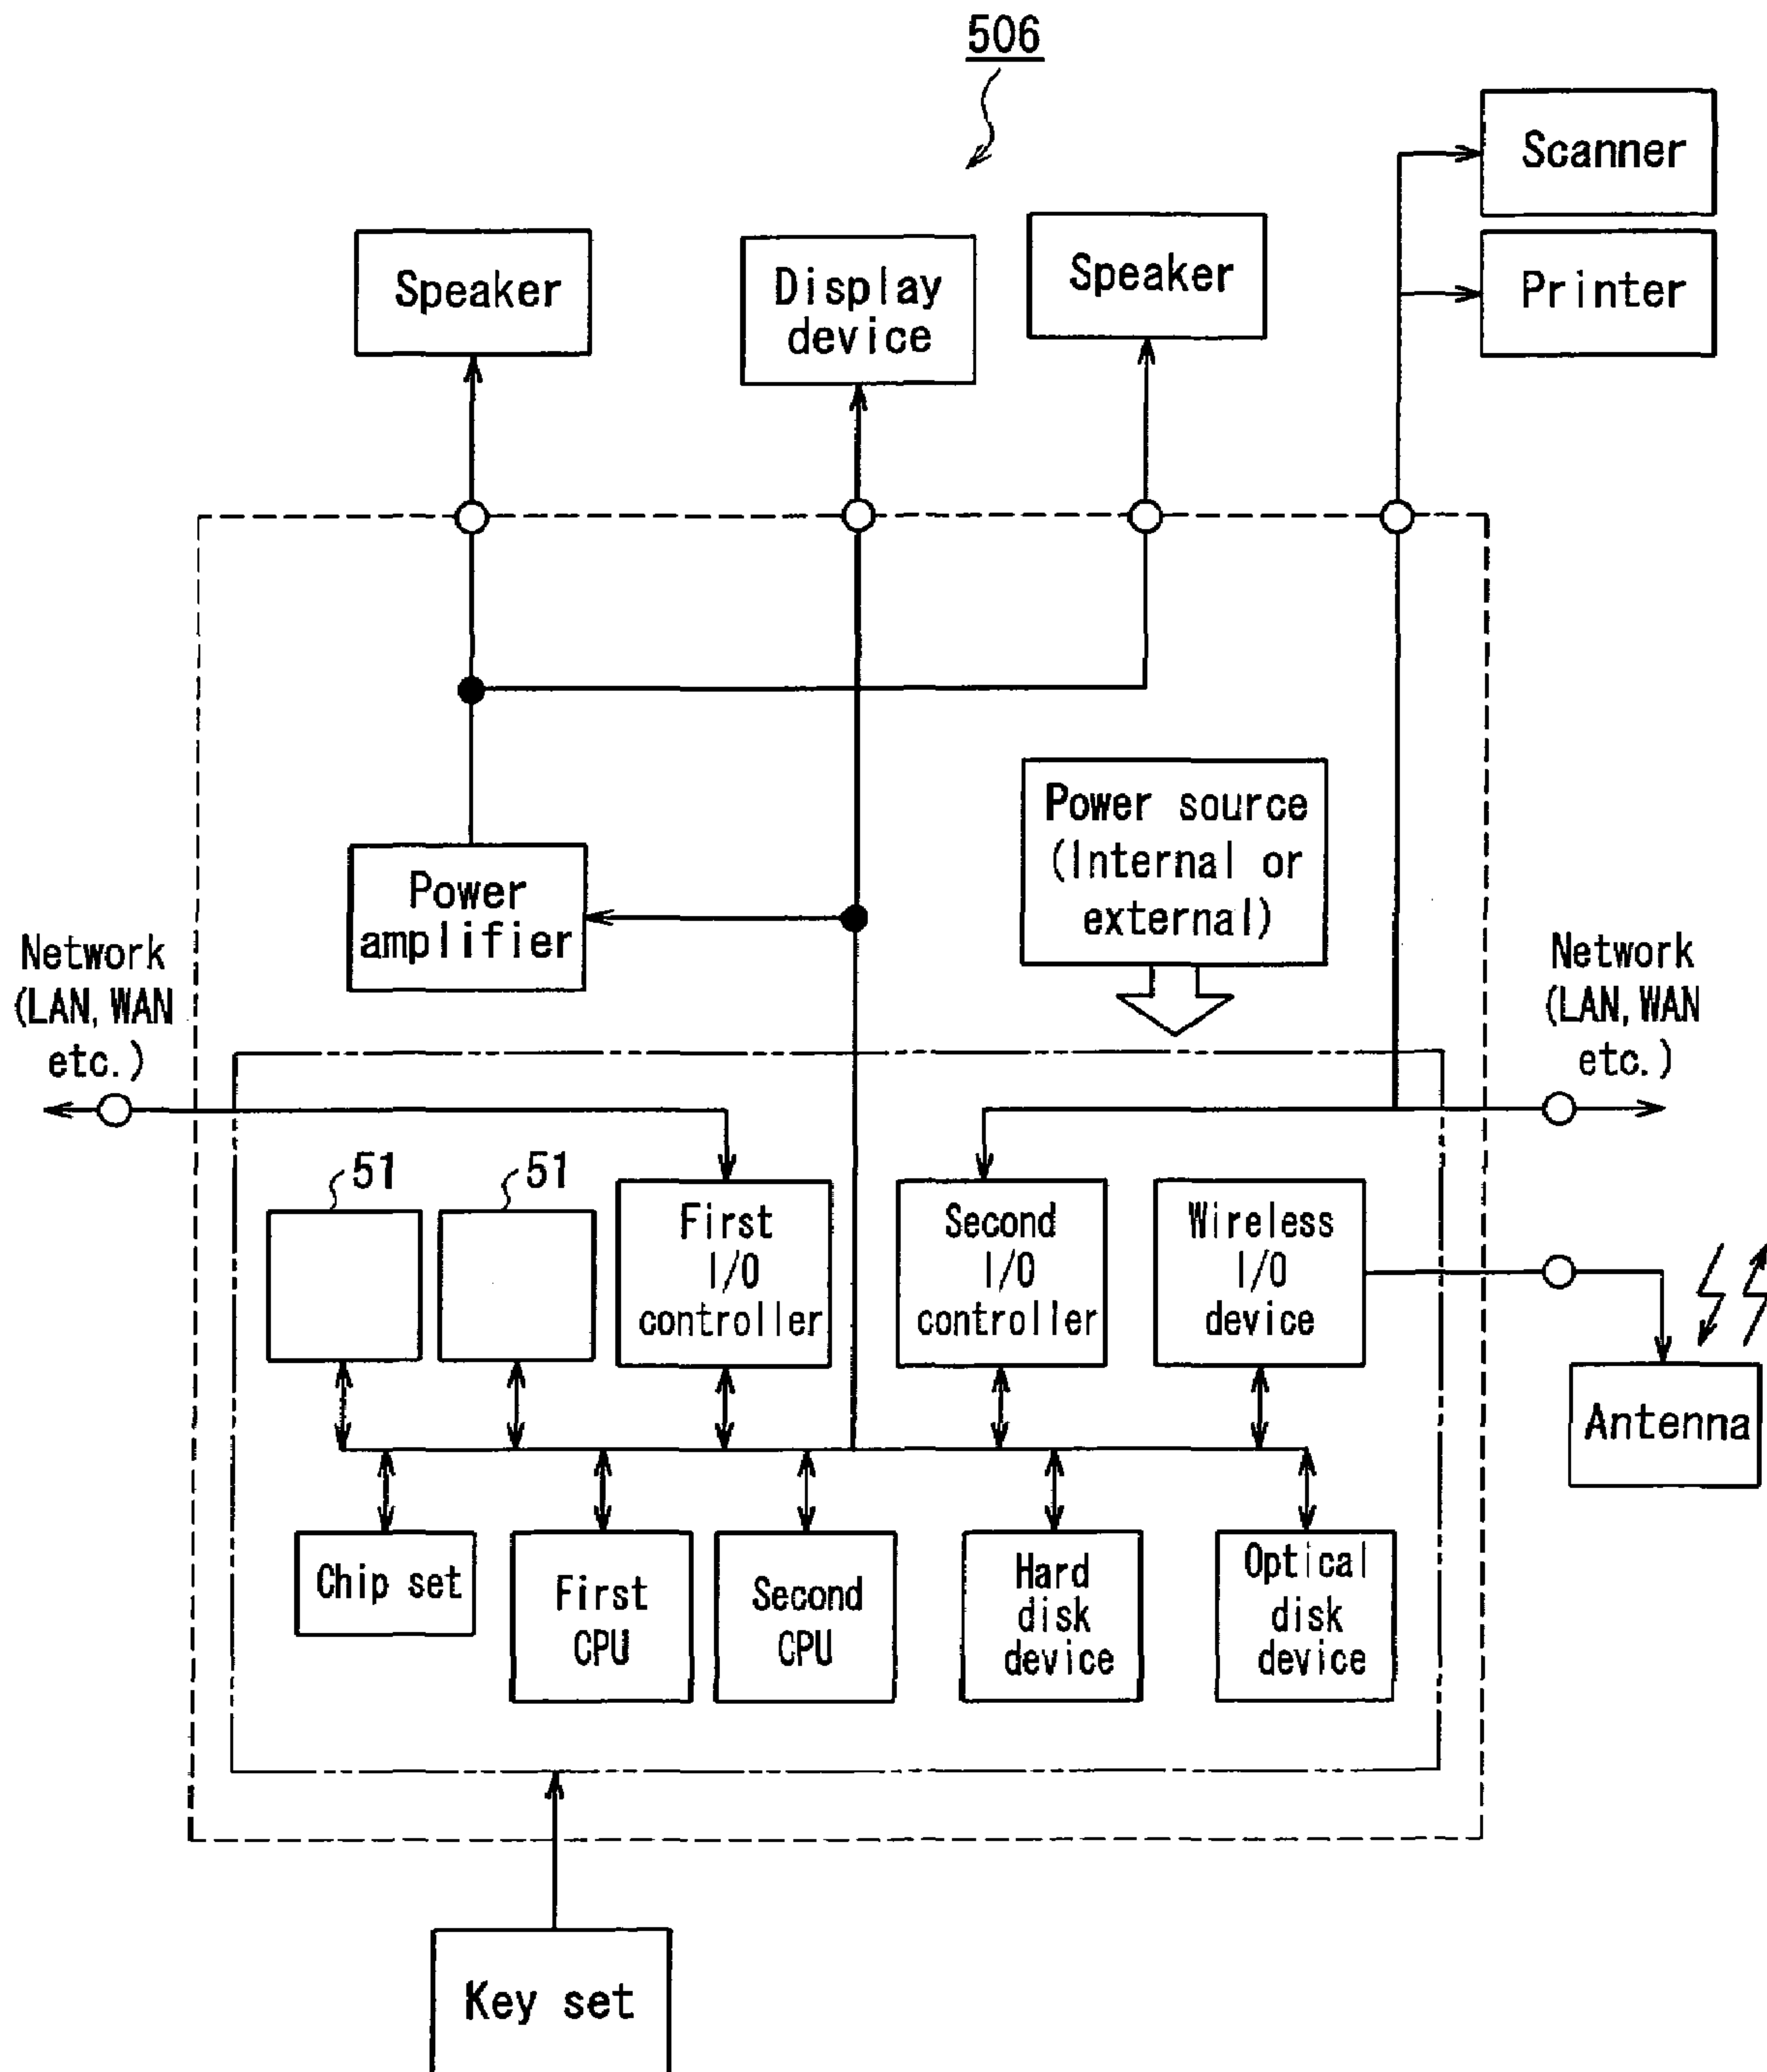 506
Scanner
Printer
Speaker
Display
device
Speaker
Power source
(Internal or
external)
Power
amplifier
Network
(LAN, WAN
etc.)
Network
(LAN, WAN
etc.)
51
51
First
I/O
controller
Second
I/O
controller
Wireless
I/O
device
Antenna
Chip set
First
CPU
Second
CPU
Hard
disk
device
Optical
disk
device
Key set